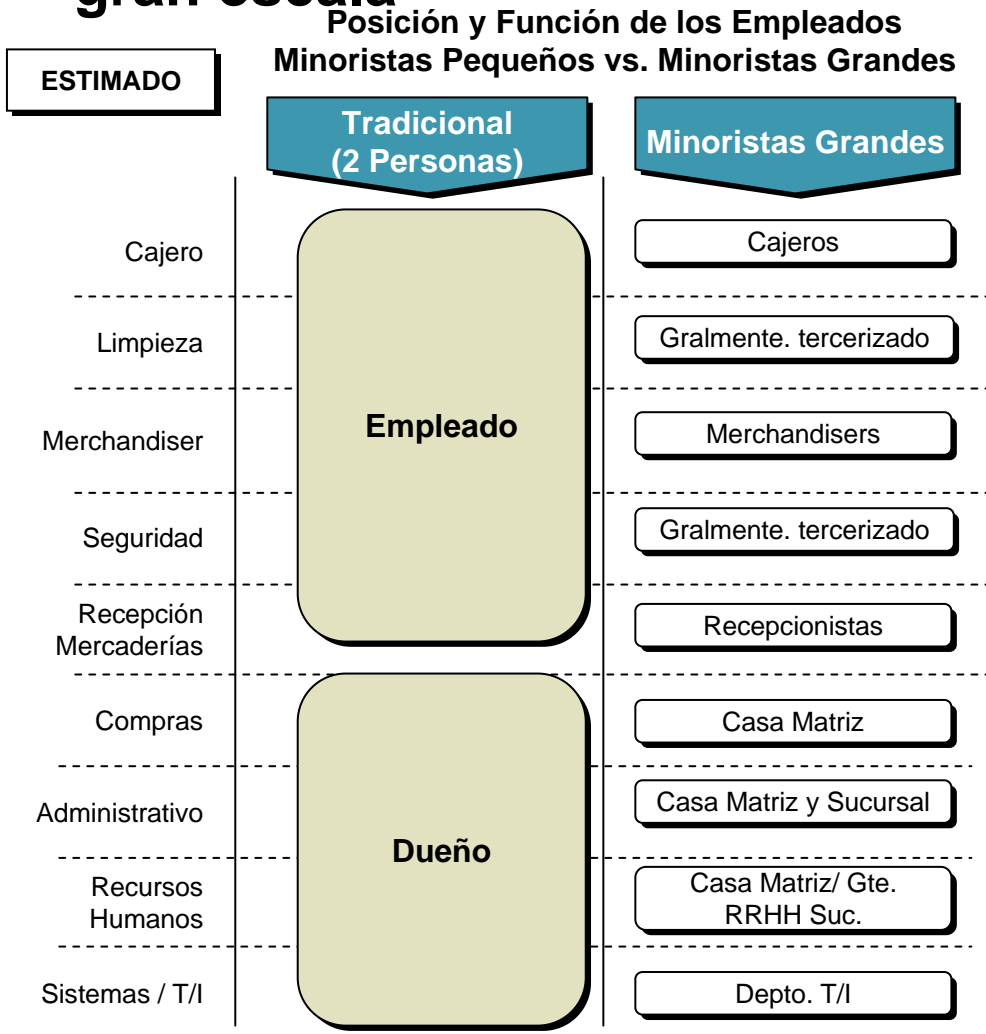 gran escala
Posición y Función de los Empleados
Minoristas Pequeños vs. Minoristas Grandes
ESTIMADO
Tradicional
(2 Personas)
Minoristas Grandes
Cajero
Cajeros
Limpieza
Gralmente. tercerizado
Merchandiser
Empleado
Merchandisers
Seguridad
Gralmente. tercerizado
Recepción
Mercaderías
Recepcionistas
Compras
Casa Matriz
Administrativo
Casa Matriz y Sucursal
Dueño
Recursos
Humanos
Casa Matriz/ Gte.
RRHH Suc.
Sistemas / T/I
Depto. T/I